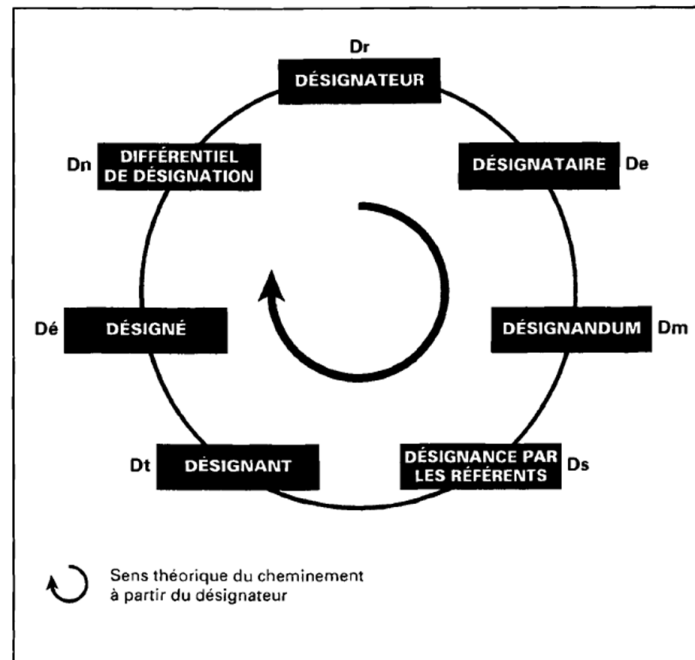 Dr
DÉSIGNATEUR
Dn
DIFFÉRENTIEL
DE DÉSIGNATION
DÉSIGNATAIRE
De
Dé
DÉSIGNÉ
DÉSIGNANDUM
Dm
Dt
DÉSIGNANT
DÉSIGNANCE PAR
LES RÉFÉRENTS
Ds
Sens théorique du cheminement
à partir du désignateur